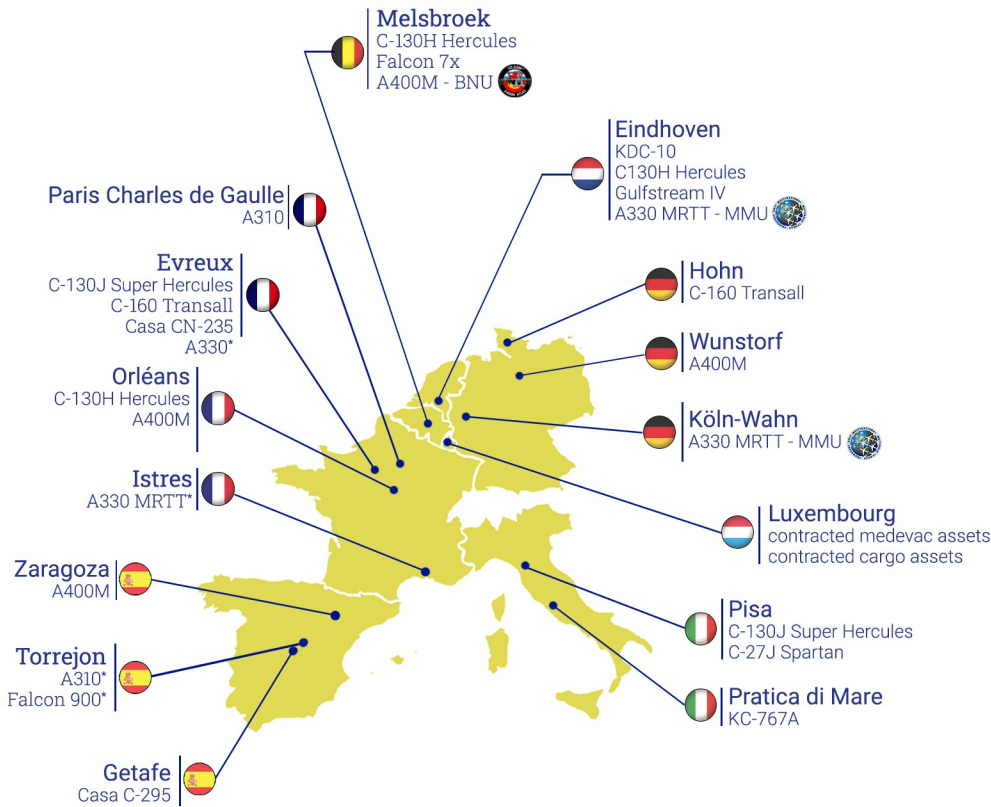 Melsbroek
C-130H Hercules
Falcon 7x
A400M - BNU
Eindhoven
KDC-10
C130H Hercules
Gulfstream IV
A330 MRTT - MMU
Paris Charles de Gaulle
A310
Evreux
C-130J Super Hercules
C-160 Transall
Casa CN-235
A330*
Hohn
C-160 Transall
Wunstorf
A400M
Orléans
C-130H Hercules
A400M
Köln-Wahn
A330 MRTT - MMU
Istres
A330 MRTT*
Luxembourg
contracted medevac assets
contracted cargo assets
Zaragoza
A400M
Pisa
C-130J Super Hercules
C-27J Spartan
Torrejon
A310*
Falcon 900*
Pratica di Mare
KC-767A
Getafe
Casa C-295